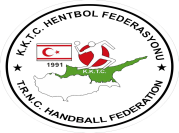 K.K.T.C. HENTBOL FEDERASYONU
1991
K.K.T.C.
T.R.N.C. HANDBALL FEDERATION